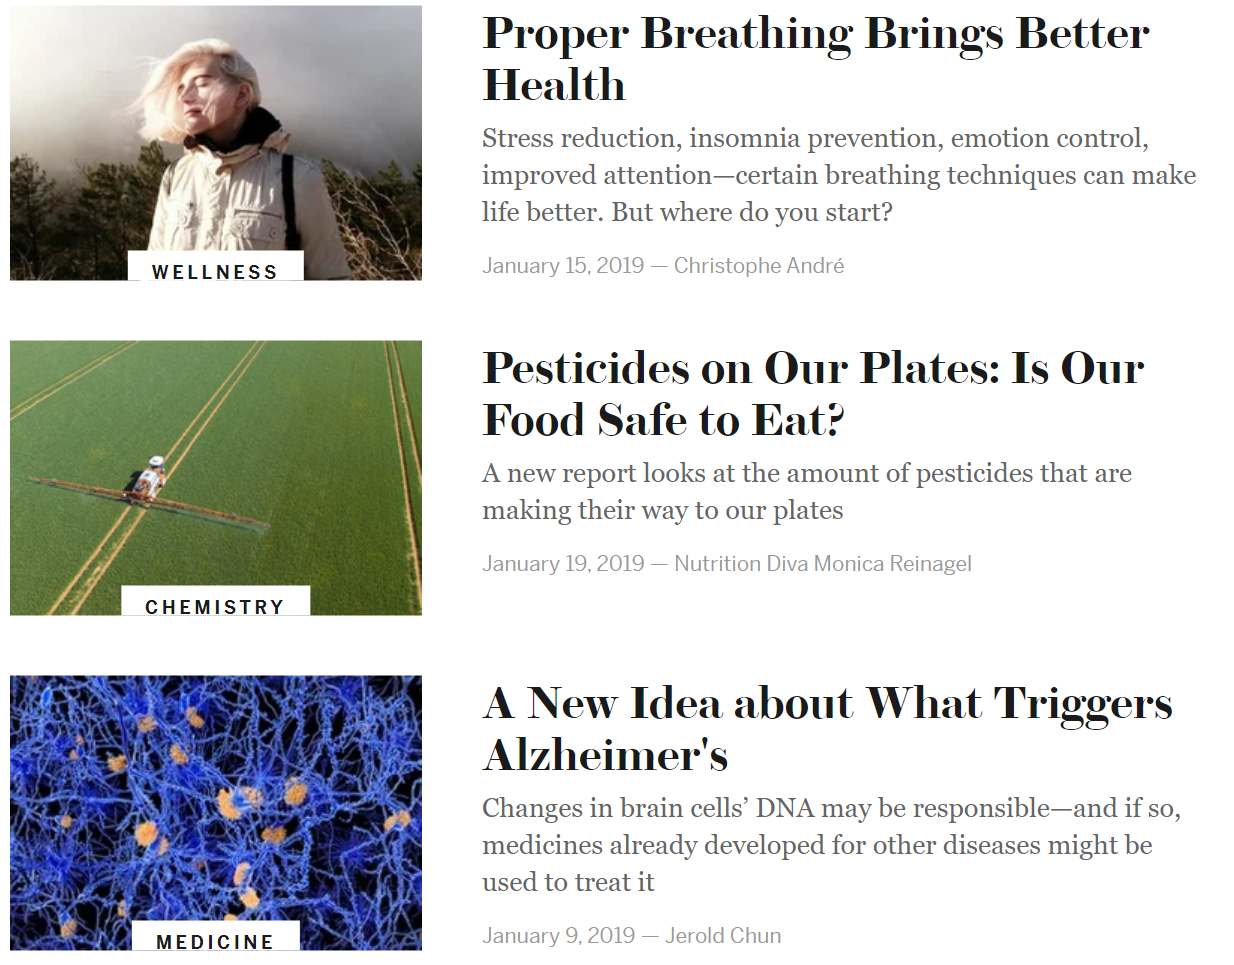 Proper Breathing Brings Better
Health
Stress reduction, insomnia prevention, emotion control,
improved attention—certain breathing techniques can make
life better. But where do you start?
January 15, 2019 — Christophe André
WELLNESS
Pesticides on Our Plates: Is Our
Food Safe to Eat?
A new report looks at the amount of pesticides that are
making their way to our plates
January 19, 2019 — Nutrition Diva Monica Reinagel
CHEMISTRY
A New Idea about What Triggers
Alzheimer's
Changes in brain cells’ DNA may be responsible—and if so,
medicines already developed for other diseases might be
used to treat it
January 9, 2019 — Jerold Chun
MEDICINE